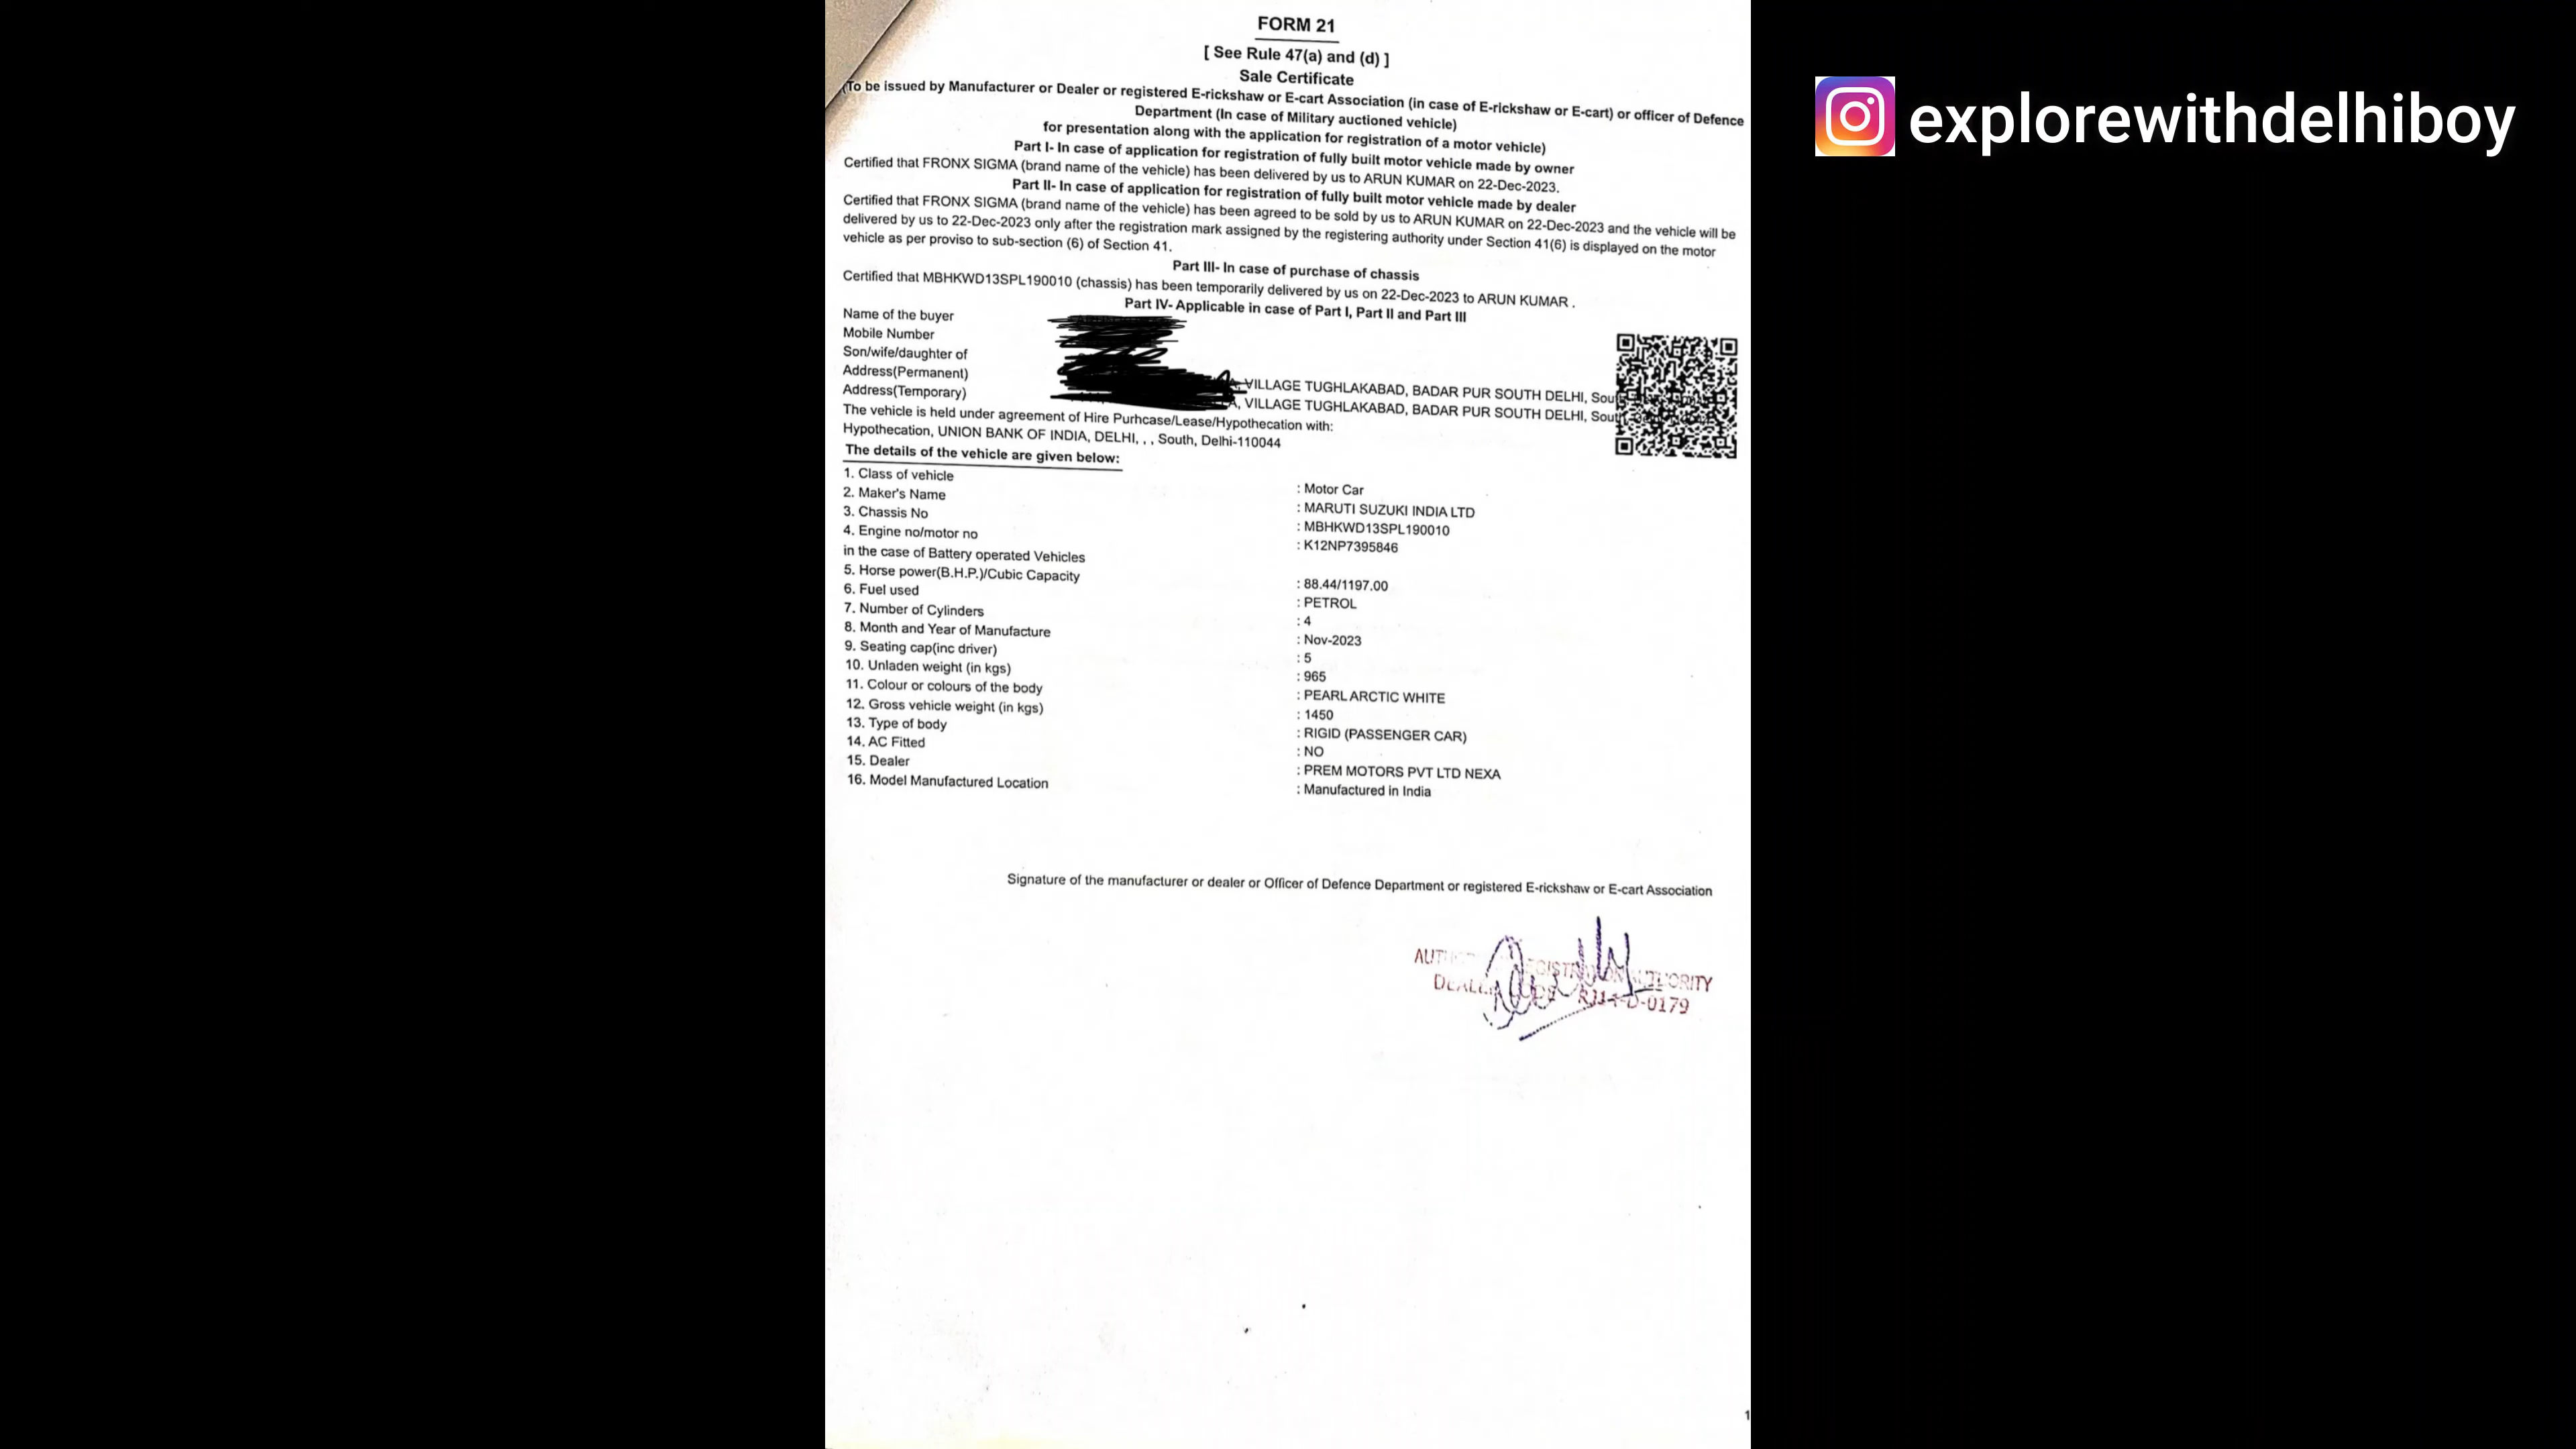 FORM 21
[ See Rule 47(a) and (d) ]
Sale Certificate
(To be issued by Manufacturer or Dealer or registered E-rickshaw or E-cart Association (in case of E-rickshaw or E-cart) or officer of Defence
Department (In case of Military auctioned vehicle)
for presentation along with the application for registration of a motor vehicle)
Part I- In case of application for registration of fully built motor vehicle made by owner
Certified that FRONX SIGMA (brand name of the vehicle) has been delivered by us to ARUN KUMAR on 22-Dec-2023.
Part II- In case of application for registration of fully built motor vehicle made by dealer
Certified that FRONX SIGMA (brand name of the vehicle) has been agreed to be sold by us to ARUN KUMAR on 22-Dec-2023 and the vehicle will be
delivered by us to 22-Dec-2023 only after the registration mark assigned by the registering authority under Section 41(6) is displayed on the motor
vehicle as per proviso to sub-section (6) of Section 41.
Part III- In case of purchase of chassis
Certified that MBHKWD13SPL190010 (chassis) has been temporarily delivered by us on 22-Dec-2023 to ARUN KUMAR .
Part IV- Applicable in case of Part I, Part II and Part III
Name of the buyer
Mobile Number
Son/wife/daughter of
Address(Permanent) VILLAGE TUGHLAKABAD, BADAR PUR SOUTH DELHI,
Address(Temporary) A, VILLAGE TUGHLAKABAD, BADAR PUR SOUTH DELHI,
The vehicle is held under agreement of Hire Purhcase/Lease/Hypothecation with:
Hypothecation, UNION BANK OF INDIA, DELHI, , , South, Delhi-110044
The details of the vehicle are given below:
1. Class of vehicle : Motor Car
2. Maker's Name : MARUTI SUZUKI INDIA LTD
3. Chassis No : MBHKWD13SPL190010
4. Engine no/motor no : K12NP7395846
in the case of Battery operated Vehicles
5. Horse power(B.H.P.)/Cubic Capacity : 88.44/1197.00
6. Fuel used : PETROL
7. Number of Cylinders : 4
8. Month and Year of Manufacture : Nov-2023
9. Seating cap(inc driver) : 5
10. Unladen weight (in kgs) : 965
11. Colour or colours of the body : PEARL ARCTIC WHITE
12. Gross vehicle weight (in kgs) : 1450
13. Type of body : RIGID (PASSENGER CAR)
14. AC Fitted : NO
15. Dealer : PREM MOTORS PVT LTD NEXA
16. Model Manufactured Location : Manufactured in India
Signature of the manufacturer or dealer or Officer of Defence Department or registered E-rickshaw or E-cart Association
1
explorewithdelhiboy